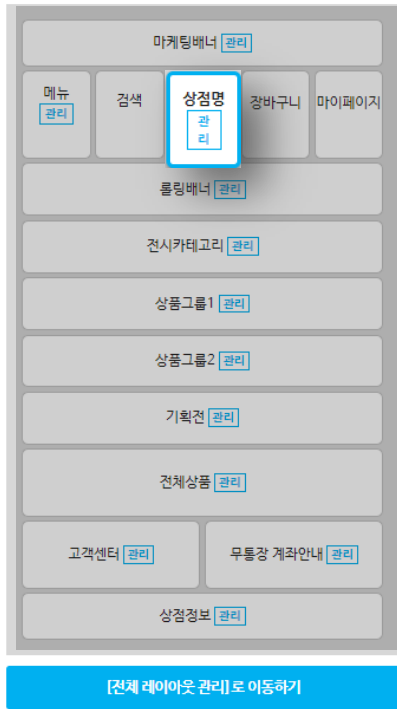 마케팅배너 관리
메뉴 검색 상점명 장바구니 마이페이지
관리 관
리
롤링배너 관리
전시카테고리 관리
상품그룹1 관리
상품그룹2 관리
기획전 관리
전체상품 관리
고객센터 관리 무통장 계좌안내 관리
상점정보 관리
[전체 레이아웃 관리]로 이동하기